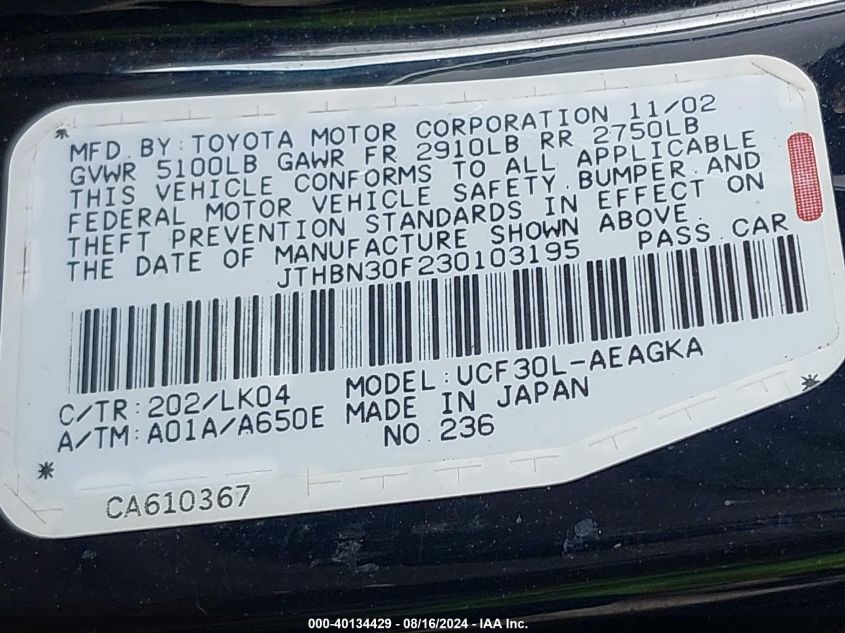 MFD. BY: TOYOTA MOTOR CORPORATION 11/02
GVWR 5100LB GAWR FR 2910LB RR 2750LB
THIS VEHICLE CONFORMS TO ALL APPLICABLE
FEDERAL MOTOR VEHICLE SAFETY, BUMPER, AND
THEFT PREVENTION STANDARDS IN EFFECT ON
THE DATE OF MANUFACTURE SHOWN ABOVE.
JTHBN30F230103195 PASS. CAR
C/TR: 202/LK04 MODEL: UCF30L-AEAGKA
A/TM: A01A/A650E MADE IN JAPAN
NO. 236
CA610367
000-40134429 - 08/16/2024 - IAA Inc.